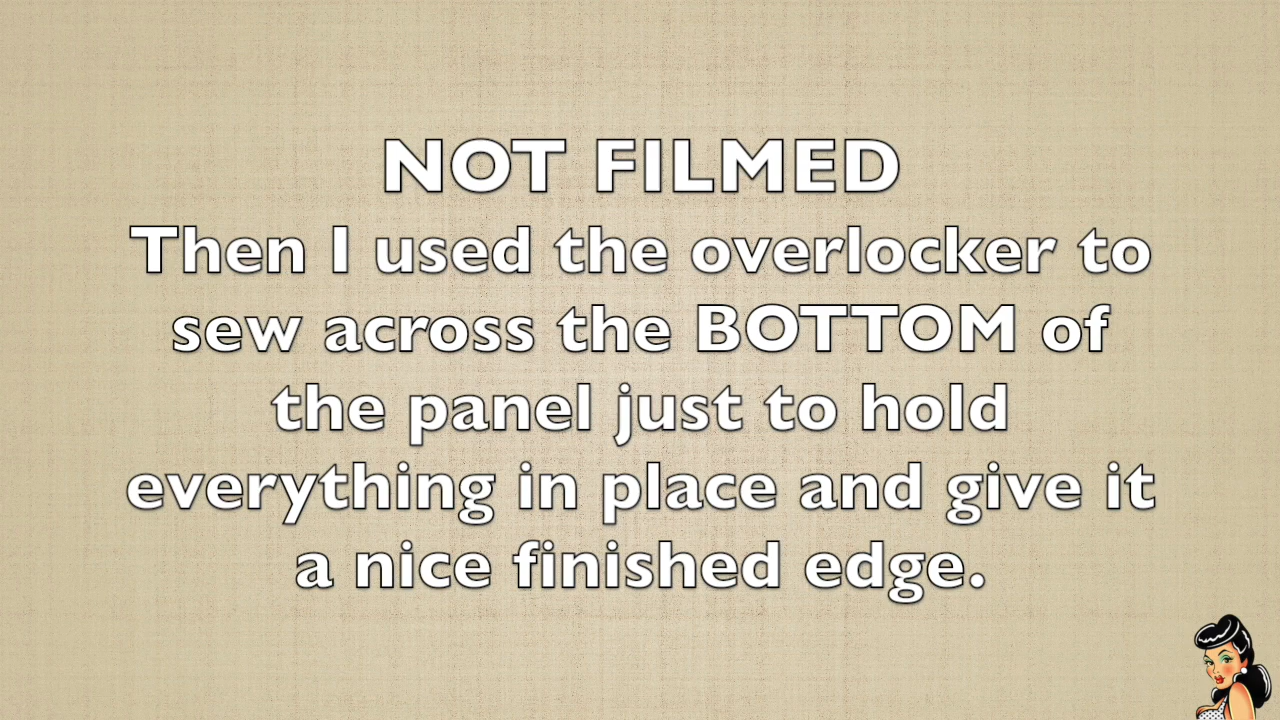 NOT FILMED
Then I used the overlocker to
sew across the BOTTOM of
the panel just to hold
everything in place and give it
a nice finished edge.